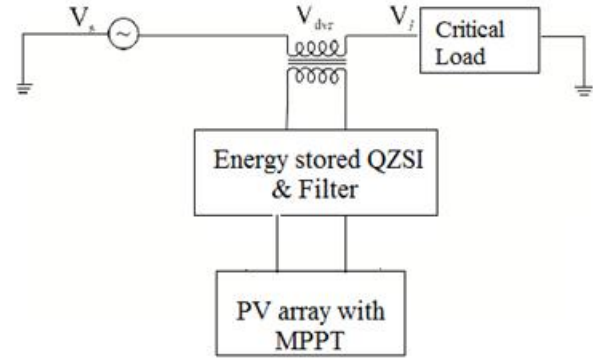 Vs
Vdvr
Vl
Critical
Load
Energy stored QZSI
& Filter
PV array with
MPPT